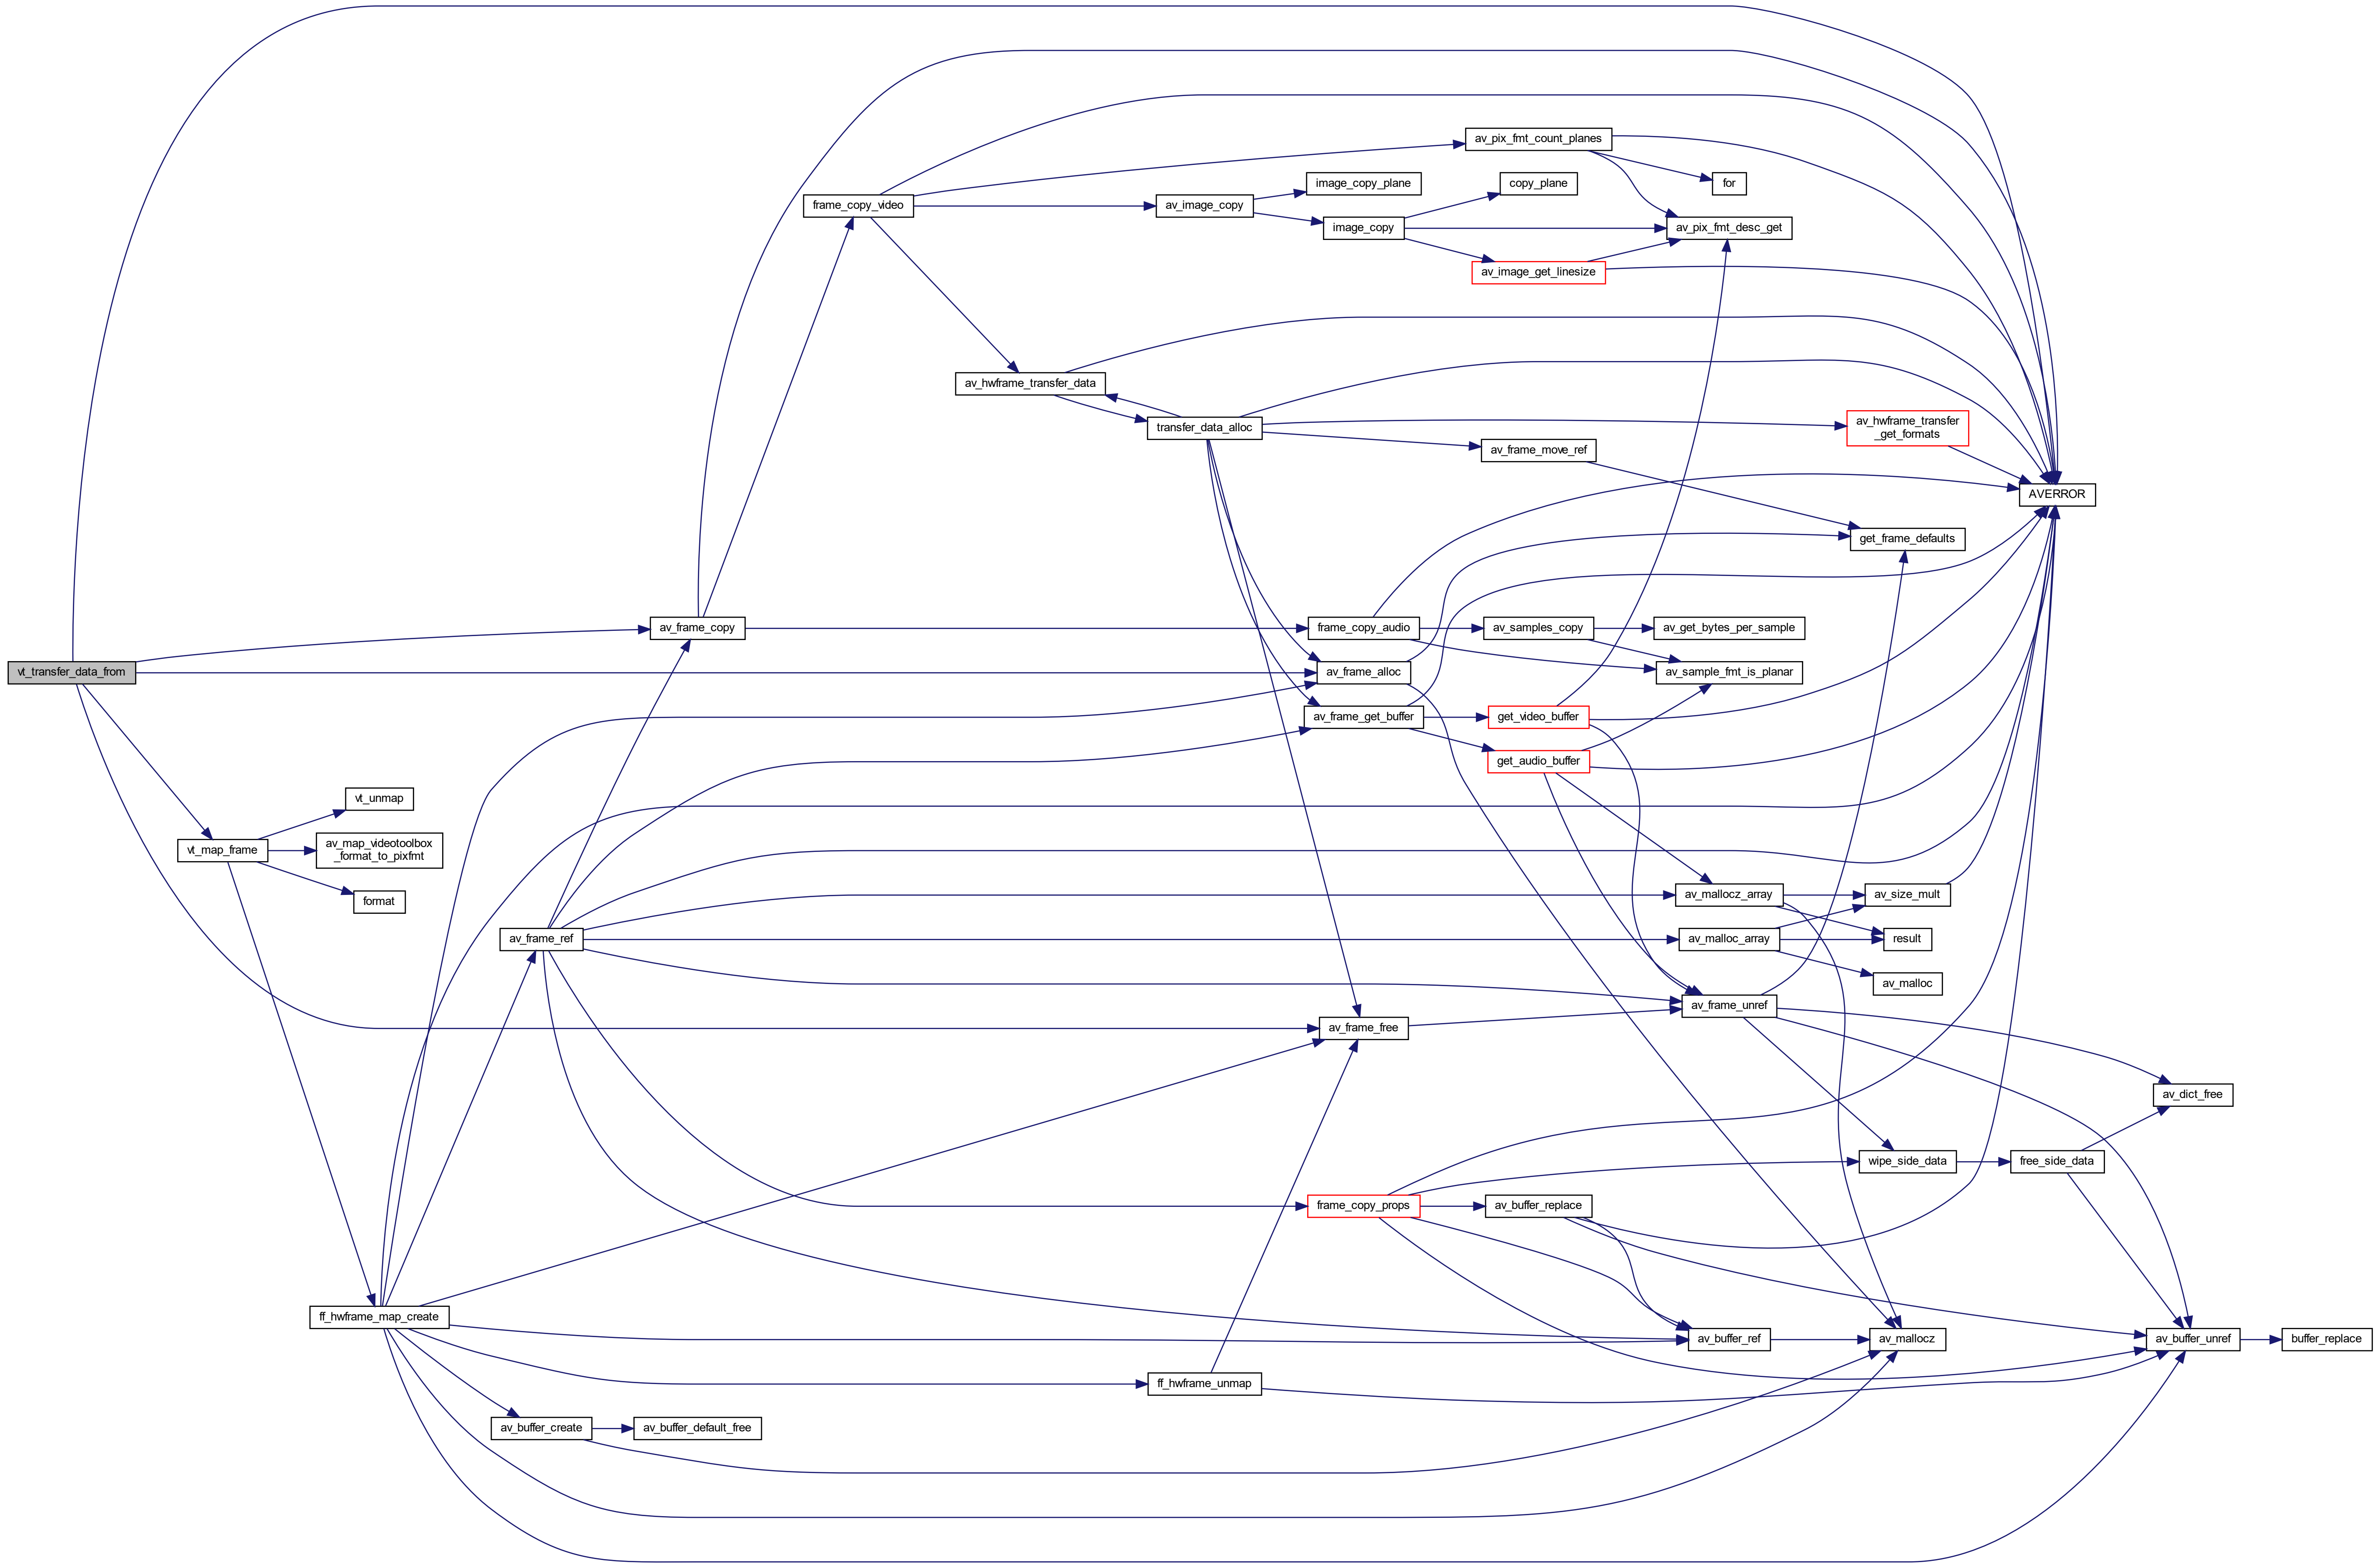 av_pix_fmt_count_planes
image_copy_plane
copy_plane
for
frame_copy_video
av_image_copy
image_copy
av_pix_fmt_desc_get
av_image_get_linesize
av_hwframe_transfer_data
transfer_data_alloc
av_hwframe_transfer
_get_formats
av_frame_move_ref
AVERROR
get_frame_defaults
av_frame_copy
frame_copy_audio
av_samples_copy
av_get_bytes_per_sample
vt_transfer_data_from
av_frame_alloc
av_sample_fmt_is_planar
av_frame_get_buffer
get_video_buffer
get_audio_buffer
vt_unmap
vt_map_frame
av_map_videotoolbox
_format_to_pixfmt
format
av_mallocz_array
av_size_mult
av_frame_ref
av_malloc_array
result
av_malloc
av_frame_unref
av_frame_free
av_dict_free
wipe_side_data
free_side_data
frame_copy_props
av_buffer_replace
ff_hwframe_map_create
av_buffer_ref
av_mallocz
av_buffer_unref
buffer_replace
ff_hwframe_unmap
av_buffer_create
av_buffer_default_free